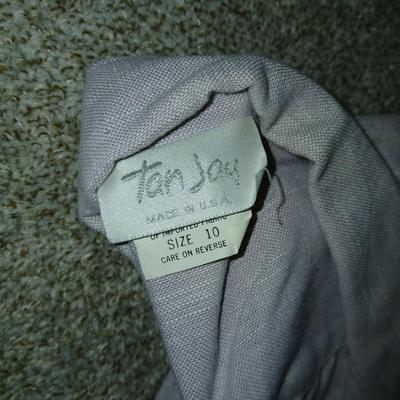 Tan Jay
MADE IN U.S.A.
OF IMPORTED FABRIC
SIZE 10
CARE ON REVERSE